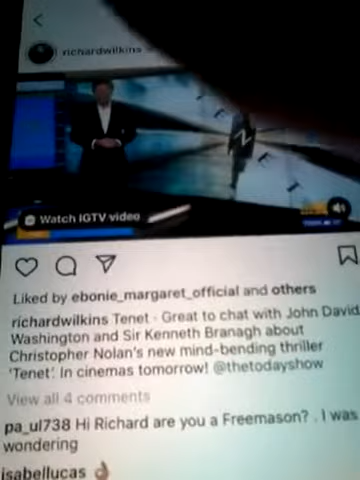 richardwilkins
TENET
Watch IGTV video
Liked by ebonie_margaret_official and others
richardwilkins Tenet - Great to chat with John David
Washington and Sir Kenneth Branagh about
Christopher Nolan's new mind-bending thriller
'Tenet'. In cinemas tomorrow! @thetodayshow
View all 4 comments
pa_ul738 Hi Richard are you a Freemason? . I was
wondering
isabellucas 👌🏼